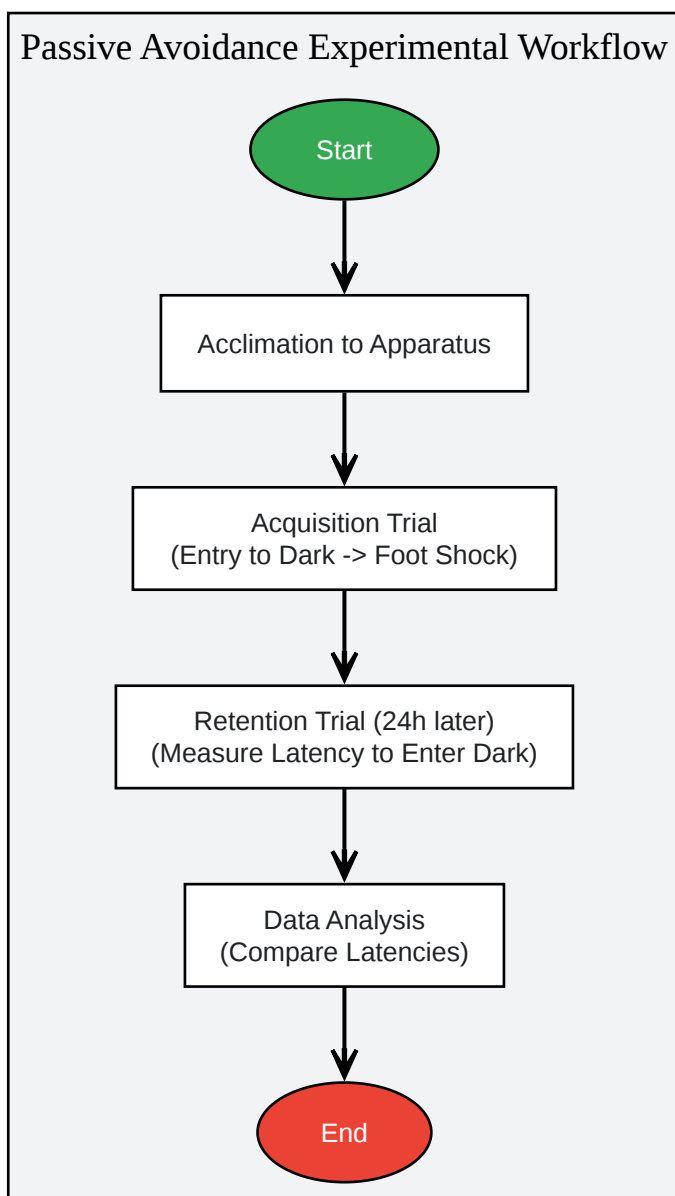 Passive Avoidance Experimental Workflow
Start
Acclimation to Apparatus
Acquisition Trial
(Entry to Dark -> Foot Shock)
Retention Trial (24h later)
(Measure Latency to Enter Dark)
Data Analysis
(Compare Latencies)
End